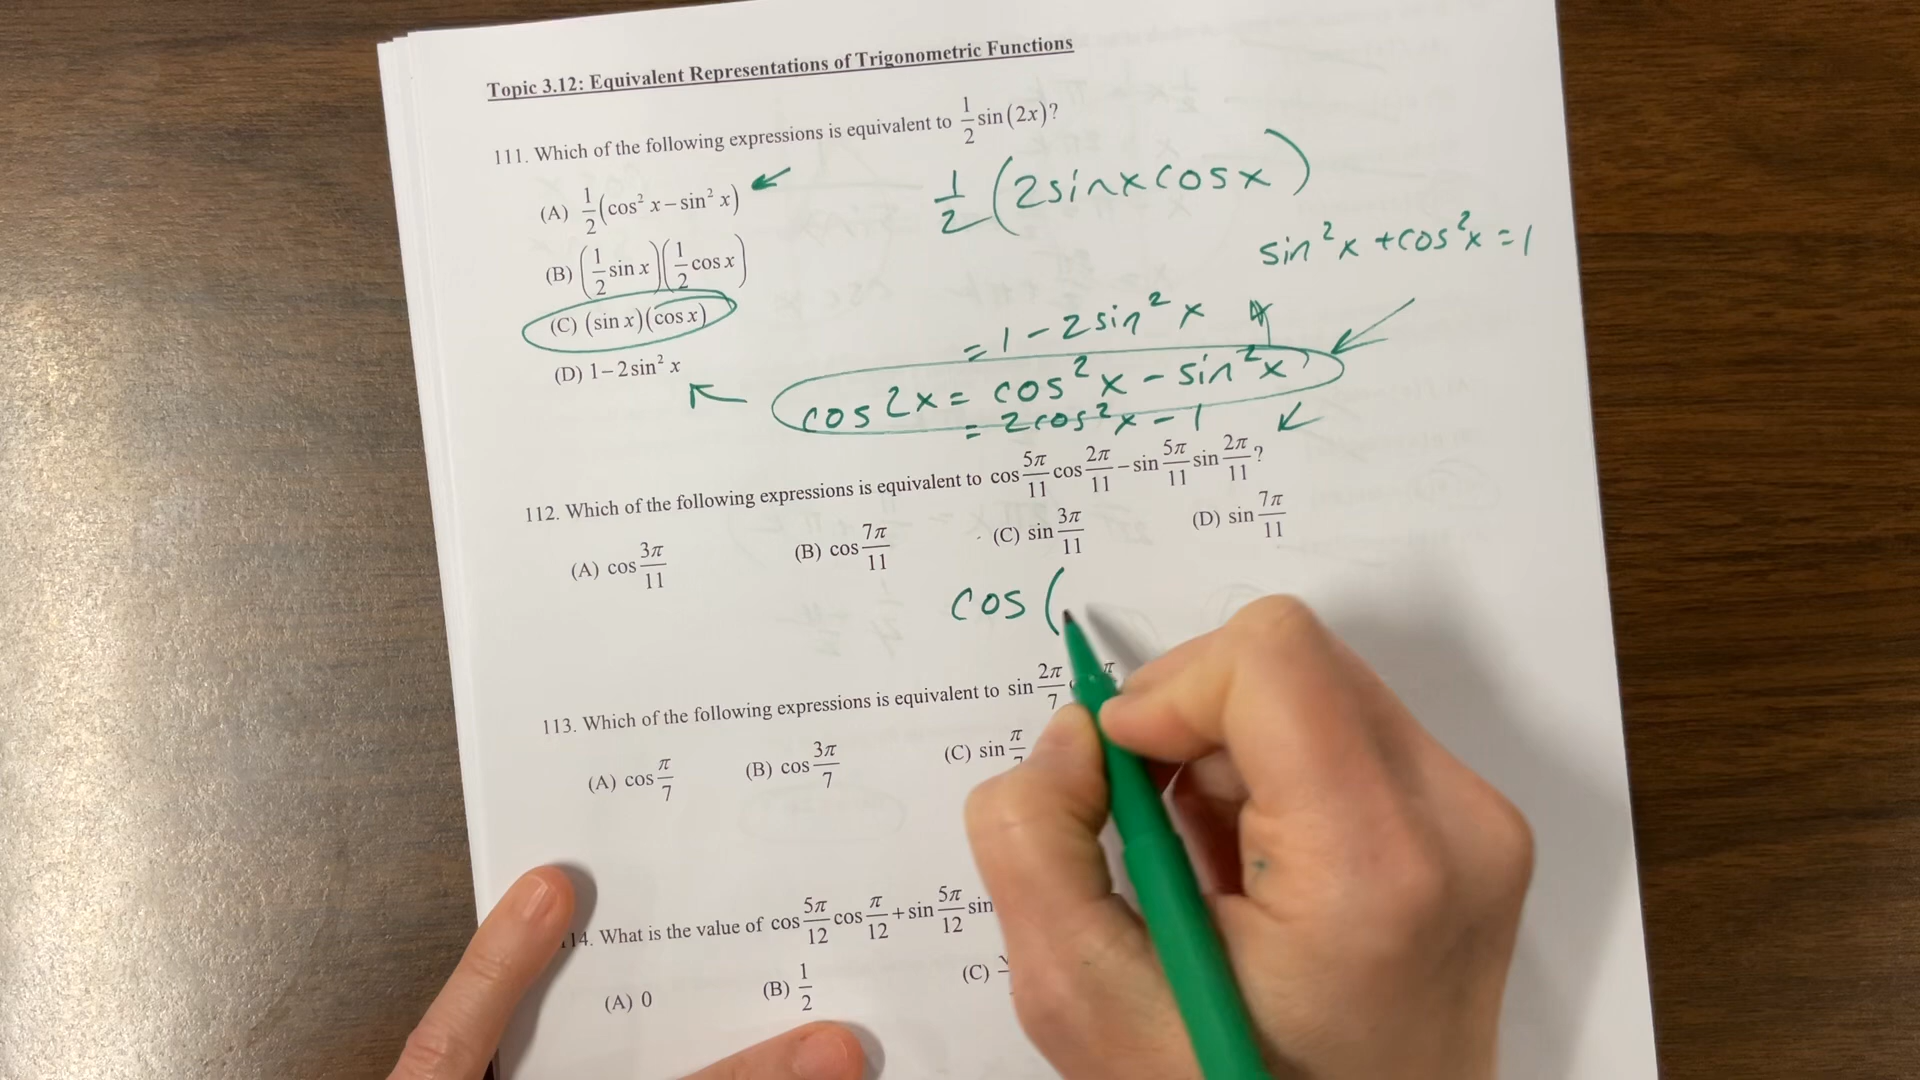 Topic 3.12: Equivalent Representations of Trigonometric Functions
111. Which of the following expressions is equivalent to 1/2 sin(2x)?
(A) 1/2(cos² x − sin² x)
1/2 (2sinxcosx)
sin²x + cos²x = 1
(B) (1/2 sin x)(1/2 cos x)
(C) (sin x)(cos x)
= 1 − 2sin²x
(D) 1 − 2sin² x
cos2x = cos²x − sin²x
= 2cos²x − 1
112. Which of the following expressions is equivalent to cos 5π/11 cos 2π/11 − sin 5π/11 sin 2π/11?
(A) cos 3π/11 (B) cos 7π/11 (C) sin 3π/11 (D) sin 7π/11
cos (
113. Which of the following expressions is equivalent to sin 2π/7
(A) cos π/7 (B) cos 3π/7 (C) sin π/7
14. What is the value of cos 5π/12 cos π/12 + sin 5π/12 sin
(A) 0 (B) 1/2 (C)